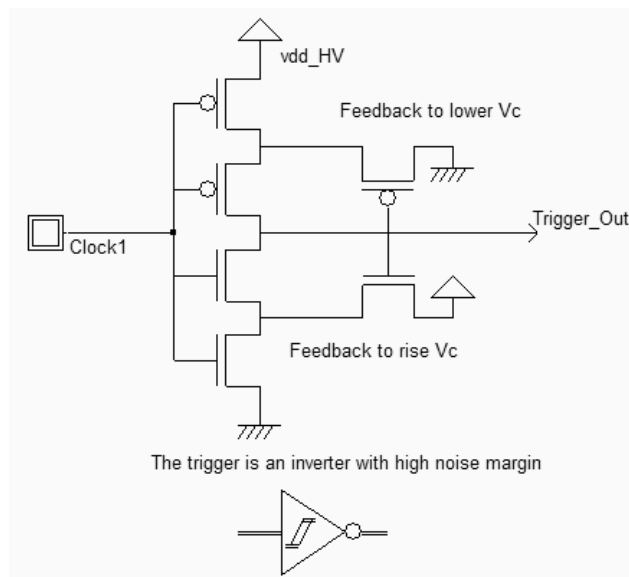 vdd_HV
Feedback to lower Vc
Clock1
Trigger_Out
Feedback to rise Vc
The trigger is an inverter with high noise margin